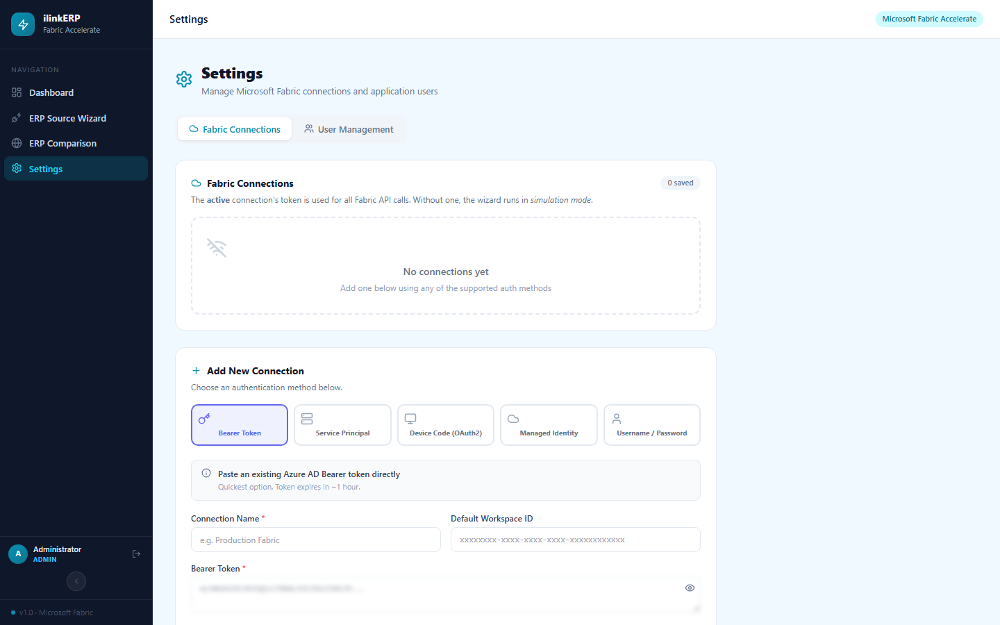 ilinkERP
Fabric Accelerate
NAVIGATION
Dashboard
ERP Source Wizard
ERP Comparison
Settings
A
Administrator
ADMIN
v1.0 · Microsoft Fabric
Settings
Microsoft Fabric Accelerate
Settings
Manage Microsoft Fabric connections and application users
Fabric Connections
User Management
Fabric Connections
0 saved
The active connection's token is used for all Fabric API calls. Without one, the wizard runs in simulation mode.
No connections yet
Add one below using any of the supported auth methods
Add New Connection
Choose an authentication method below.
Bearer Token
Service Principal
Device Code (OAuth2)
Managed Identity
Username / Password
Paste an existing Azure AD Bearer token directly
Quickest option. Token expires in ~1 hour.
Connection Name *
Default Workspace ID
e.g. Production Fabric
xxxxxxxx-xxxx-xxxx-xxxx-xxxxxxxxxxxx
Bearer Token *